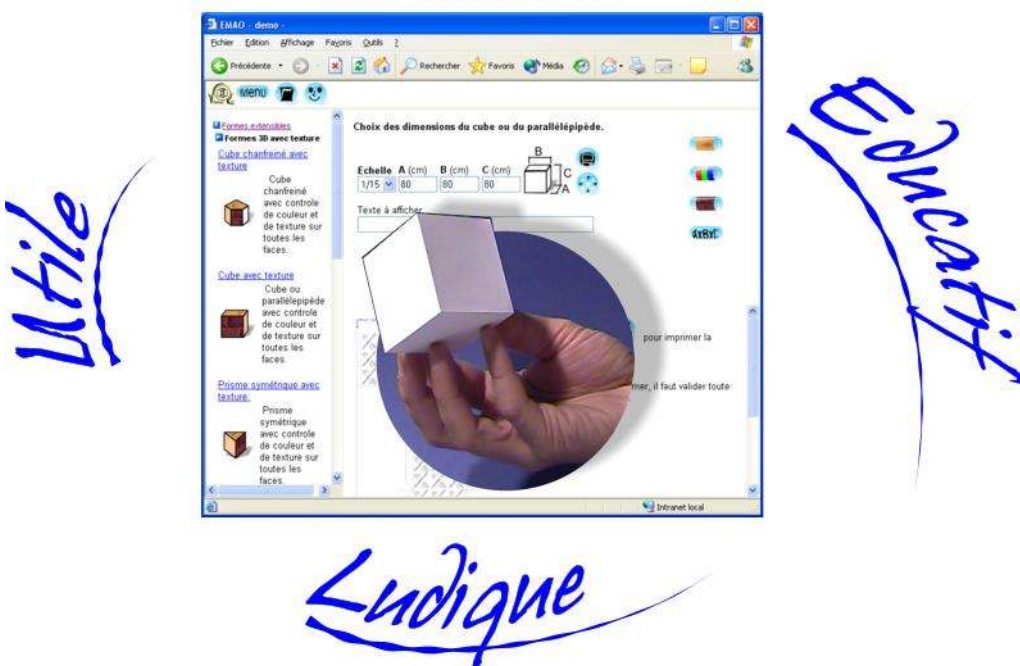 EMAO - demo -
Fichier Edition Affichage Favoris Outils ?
Précédente Rechercher Favoris Média
Menu
Formes extensibles
Formes 3D avec texture
Cube chanfreiné avec
texture
Cube
chanfreiné
avec controle
de couleur et
de texture sur
toutes les
faces.
Cube avec texture
Cube ou
parallélepipède
avec controle
de couleur et
de texture sur
toutes les
faces.
Prisme symétrique avec
texture.
Prisme
symétrique
avec controle
de couleur et
de texture sur
toutes les
faces.
Choix des dimensions du cube ou du parallélépipède.
Echelle A (cm) B (cm) C (cm)
1/15 80 80 80
B
C
A
Texte à afficher
AxBxC
pour imprimer la
mer, il faut valider toute
Intranet local
Utile
Educatif
Ludique